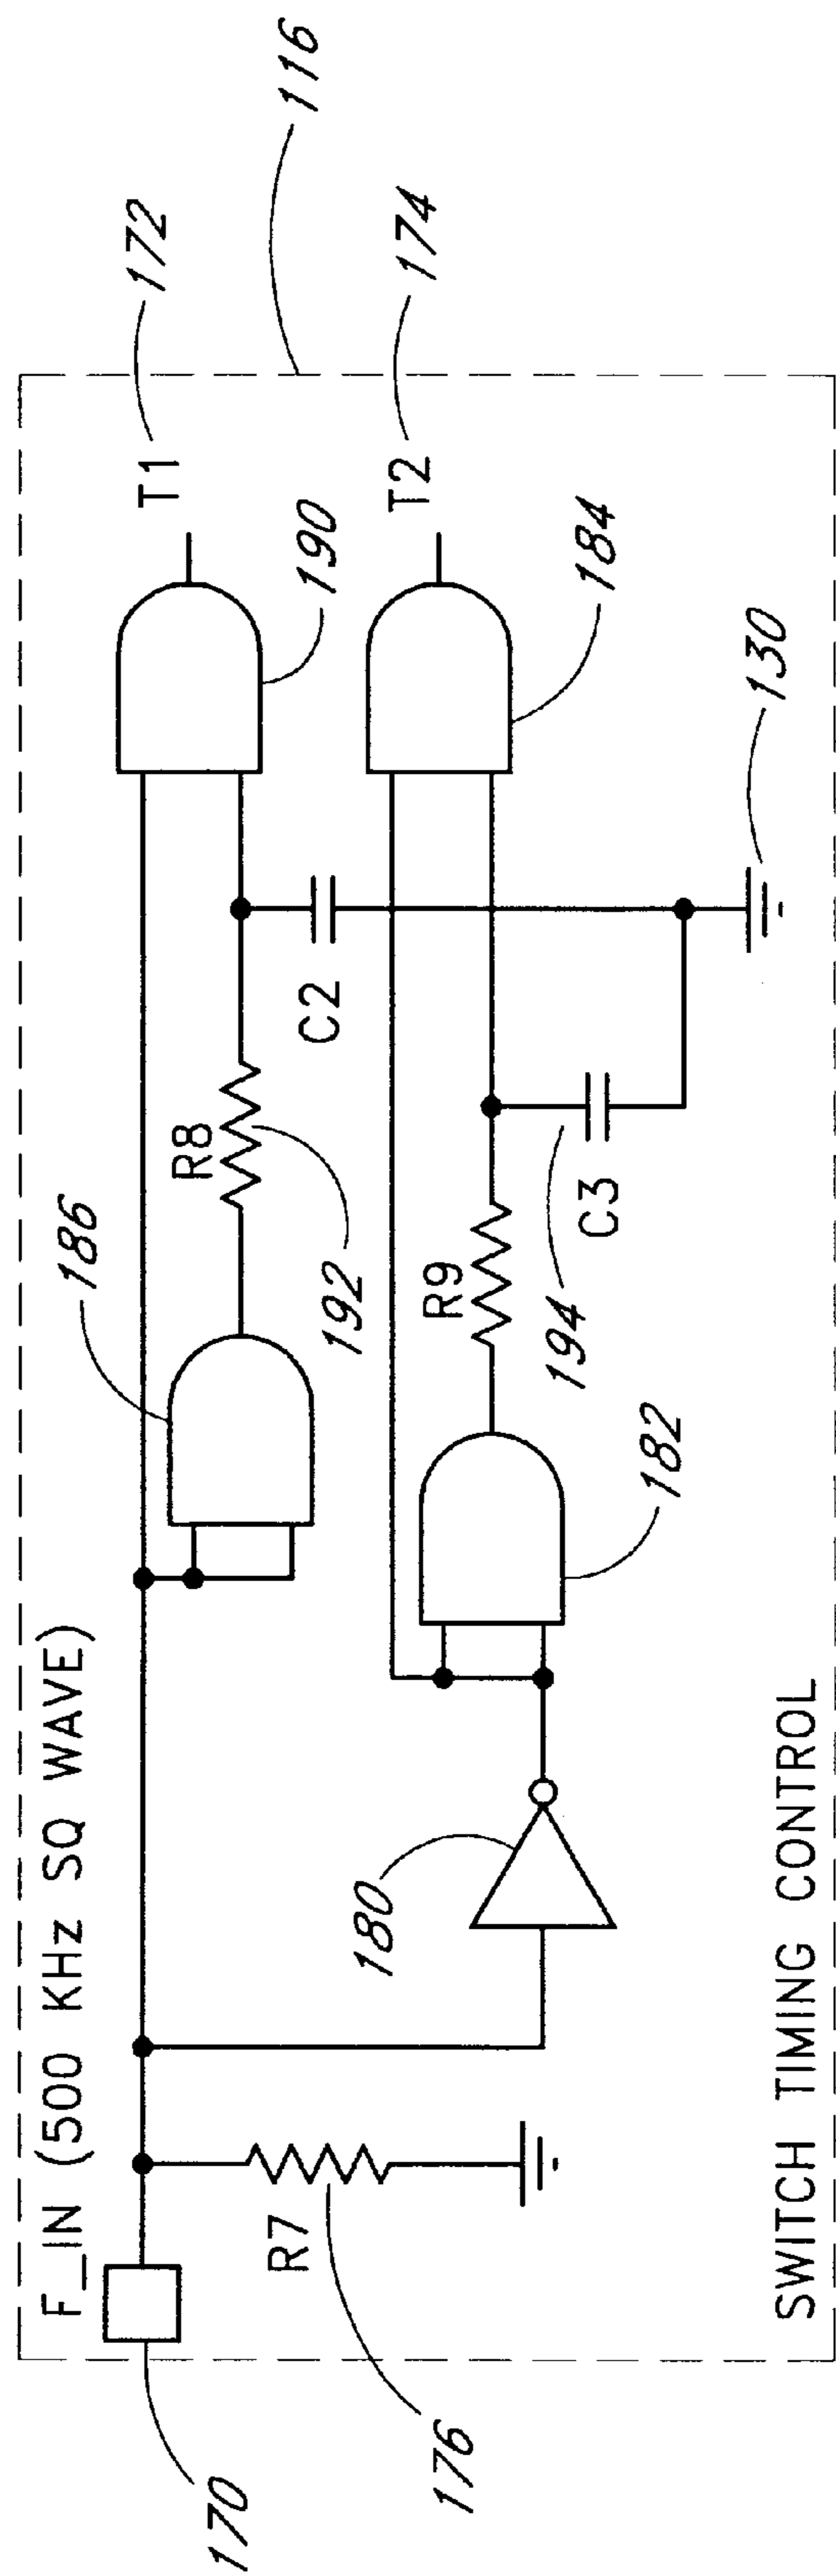 F_IN (500 KHz SQ WAVE)
170
R7
176
180
186
R8
192
C2
R9
194
C3
182
190
T1
172
184
T2
174
116
130
SWITCH TIMING CONTROL